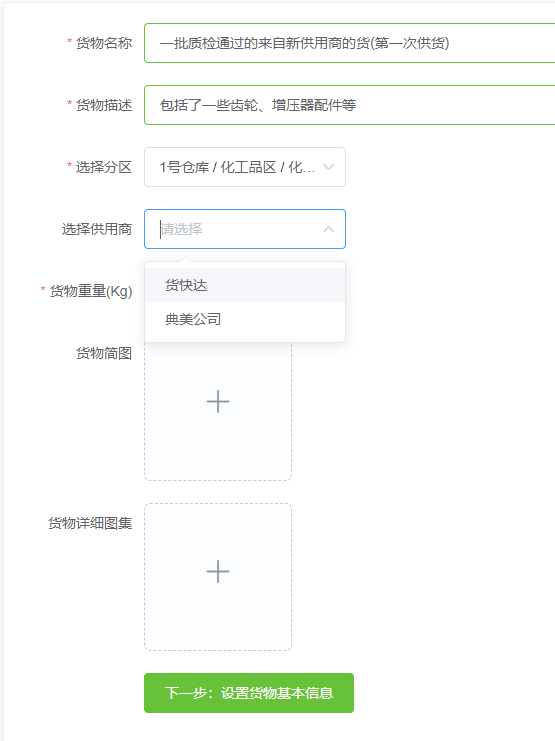 * 货物名称 一批质检通过的来自新供用商的货(第一次供货)
* 货物描述 包括了一些齿轮、增压器配件等
* 选择分区 1号仓库 / 化工品区 / 化...
选择供用商 请选择
货快达
* 货物重量(Kg)
典美公司
货物简图
货物详细图集
下一步：设置货物基本信息